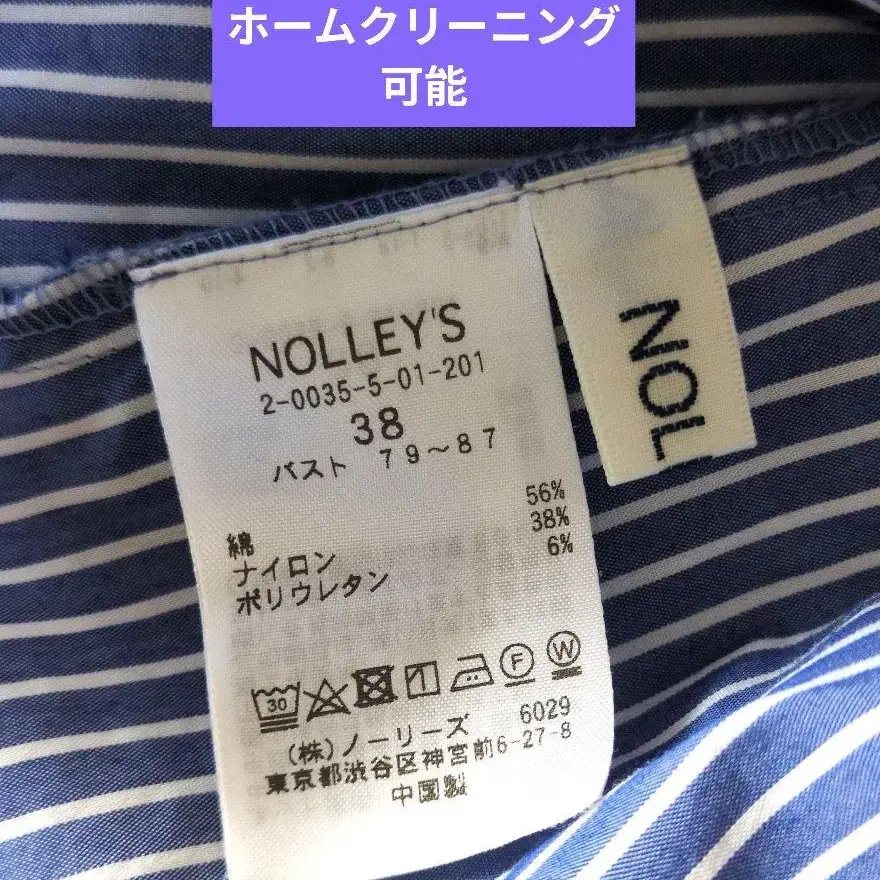 ホームクリーニング
可能
NOLLEY'S
2-0035-5-01-201
38
バスト 79～87
綿 56%
ナイロン 38%
ポリウレタン 6%
30
F
W
(株)ノーリーズ 6029
東京都渋谷区神宮前6-27-8
中国製
NOL